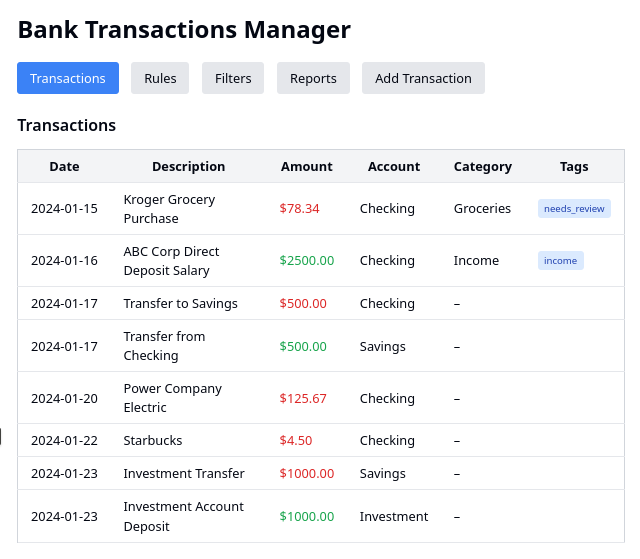 Bank Transactions Manager
Transactions Rules Filters Reports Add Transaction
Transactions
Date Description Amount Account Category Tags
2024-01-15 Kroger Grocery Purchase $78.34 Checking Groceries needs_review
2024-01-16 ABC Corp Direct Deposit Salary $2500.00 Checking Income income
2024-01-17 Transfer to Savings $500.00 Checking –
2024-01-17 Transfer from Checking $500.00 Savings –
2024-01-20 Power Company Electric $125.67 Checking –
2024-01-22 Starbucks $4.50 Checking –
2024-01-23 Investment Transfer $1000.00 Savings –
2024-01-23 Investment Account Deposit $1000.00 Investment –